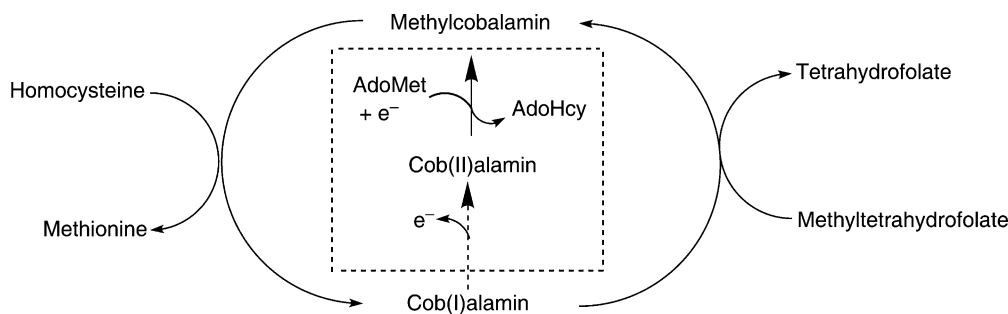 Methylcobalamin
Tetrahydrofolate
Homocysteine
AdoMet
+ e⁻
AdoHcy
Cob(II)alamin
e⁻
Methionine
Methyltetrahydrofolate
Cob(I)alamin